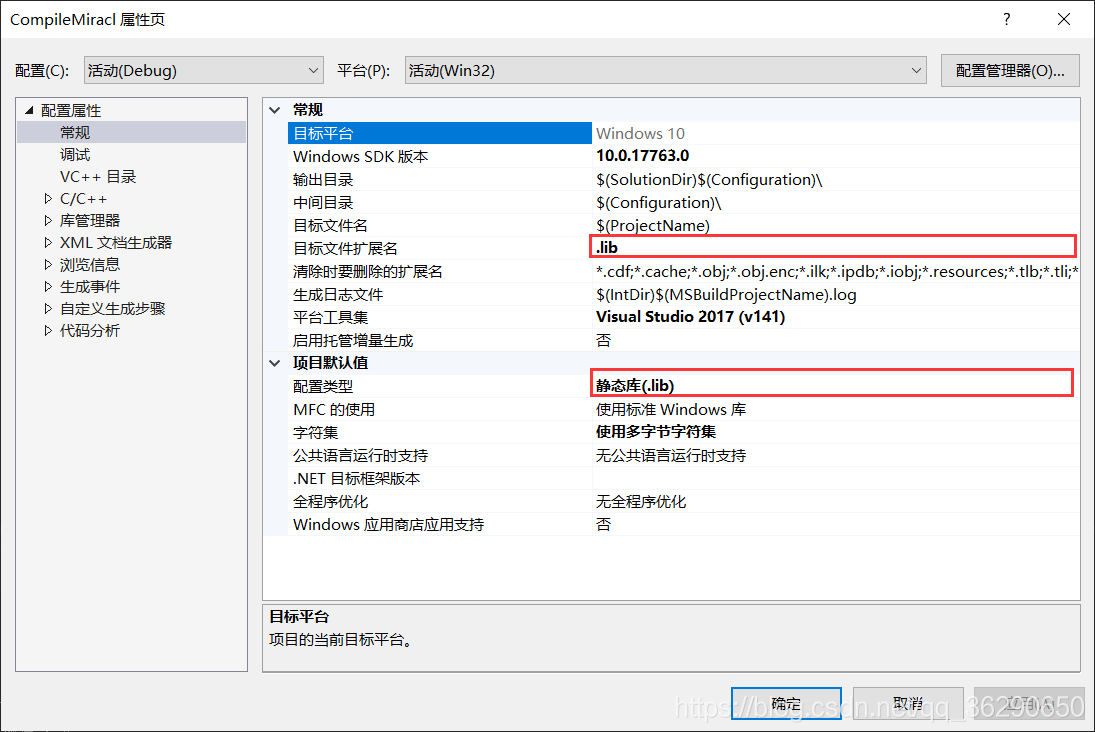 CompileMiracl 属性页
配置(C): 活动(Debug) 平台(P): 活动(Win32) 配置管理器(O)...
配置属性
常规
调试
VC++ 目录
C/C++
库管理器
XML 文档生成器
浏览信息
生成事件
自定义生成步骤
代码分析
常规
目标平台 Windows 10
Windows SDK 版本 10.0.17763.0
输出目录 $(SolutionDir)$(Configuration)\
中间目录 $(Configuration)\
目标文件名 $(ProjectName)
目标文件扩展名 .lib
清除时要删除的扩展名 *.cdf;*.cache;*.obj;*.obj.enc;*.ilk;*.ipdb;*.iobj;*.resources;*.tlb;*.tli;*
生成日志文件 $(IntDir)$(MSBuildProjectName).log
平台工具集 Visual Studio 2017 (v141)
启用托管增量生成 否
项目默认值
配置类型 静态库(.lib)
MFC 的使用 使用标准 Windows 库
字符集 使用多字节字符集
公共语言运行时支持 无公共语言运行时支持
.NET 目标框架版本
全程序优化 无全程序优化
Windows 应用商店应用支持 否
目标平台
项目的当前目标平台。
确定 取消 应用(A)
https://blog.csdn.net/qq_36290650